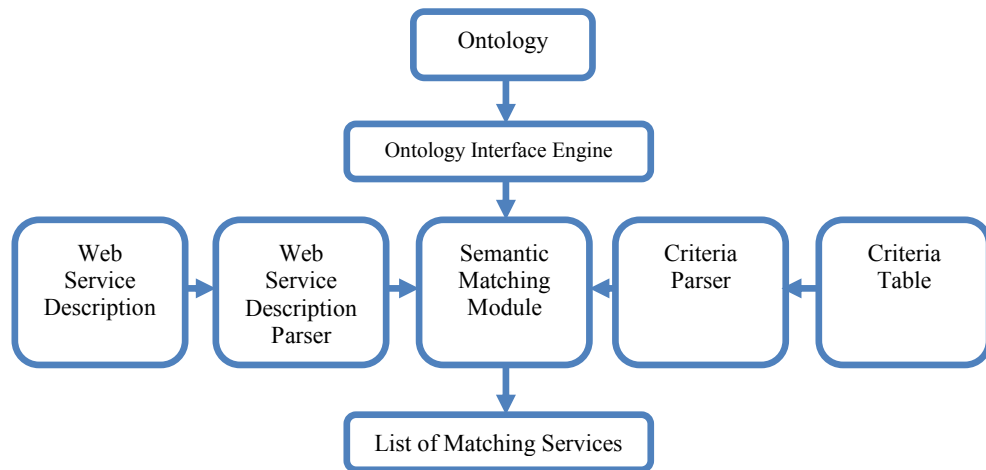 Ontology
Ontology Interface Engine
Web
Service
Description
Web
Service
Description
Parser
Semantic
Matching
Module
Criteria
Parser
Criteria
Table
List of Matching Services